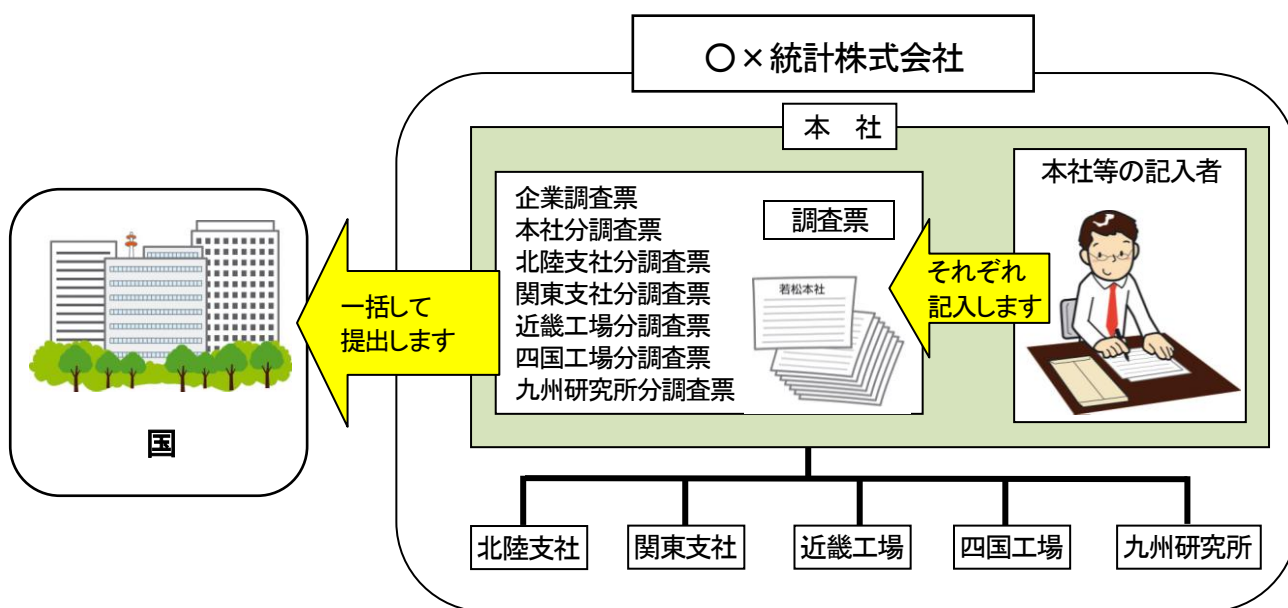 〇×統計株式会社
本　社
企業調査票
本社分調査票
北陸支社分調査票
関東支社分調査票
近畿工場分調査票
四国工場分調査票
九州研究所分調査票
調査票
若松本社
それぞれ
記入します
本社等の記入者
一括して
提出します
国
北陸支社
関東支社
近畿工場
四国工場
九州研究所